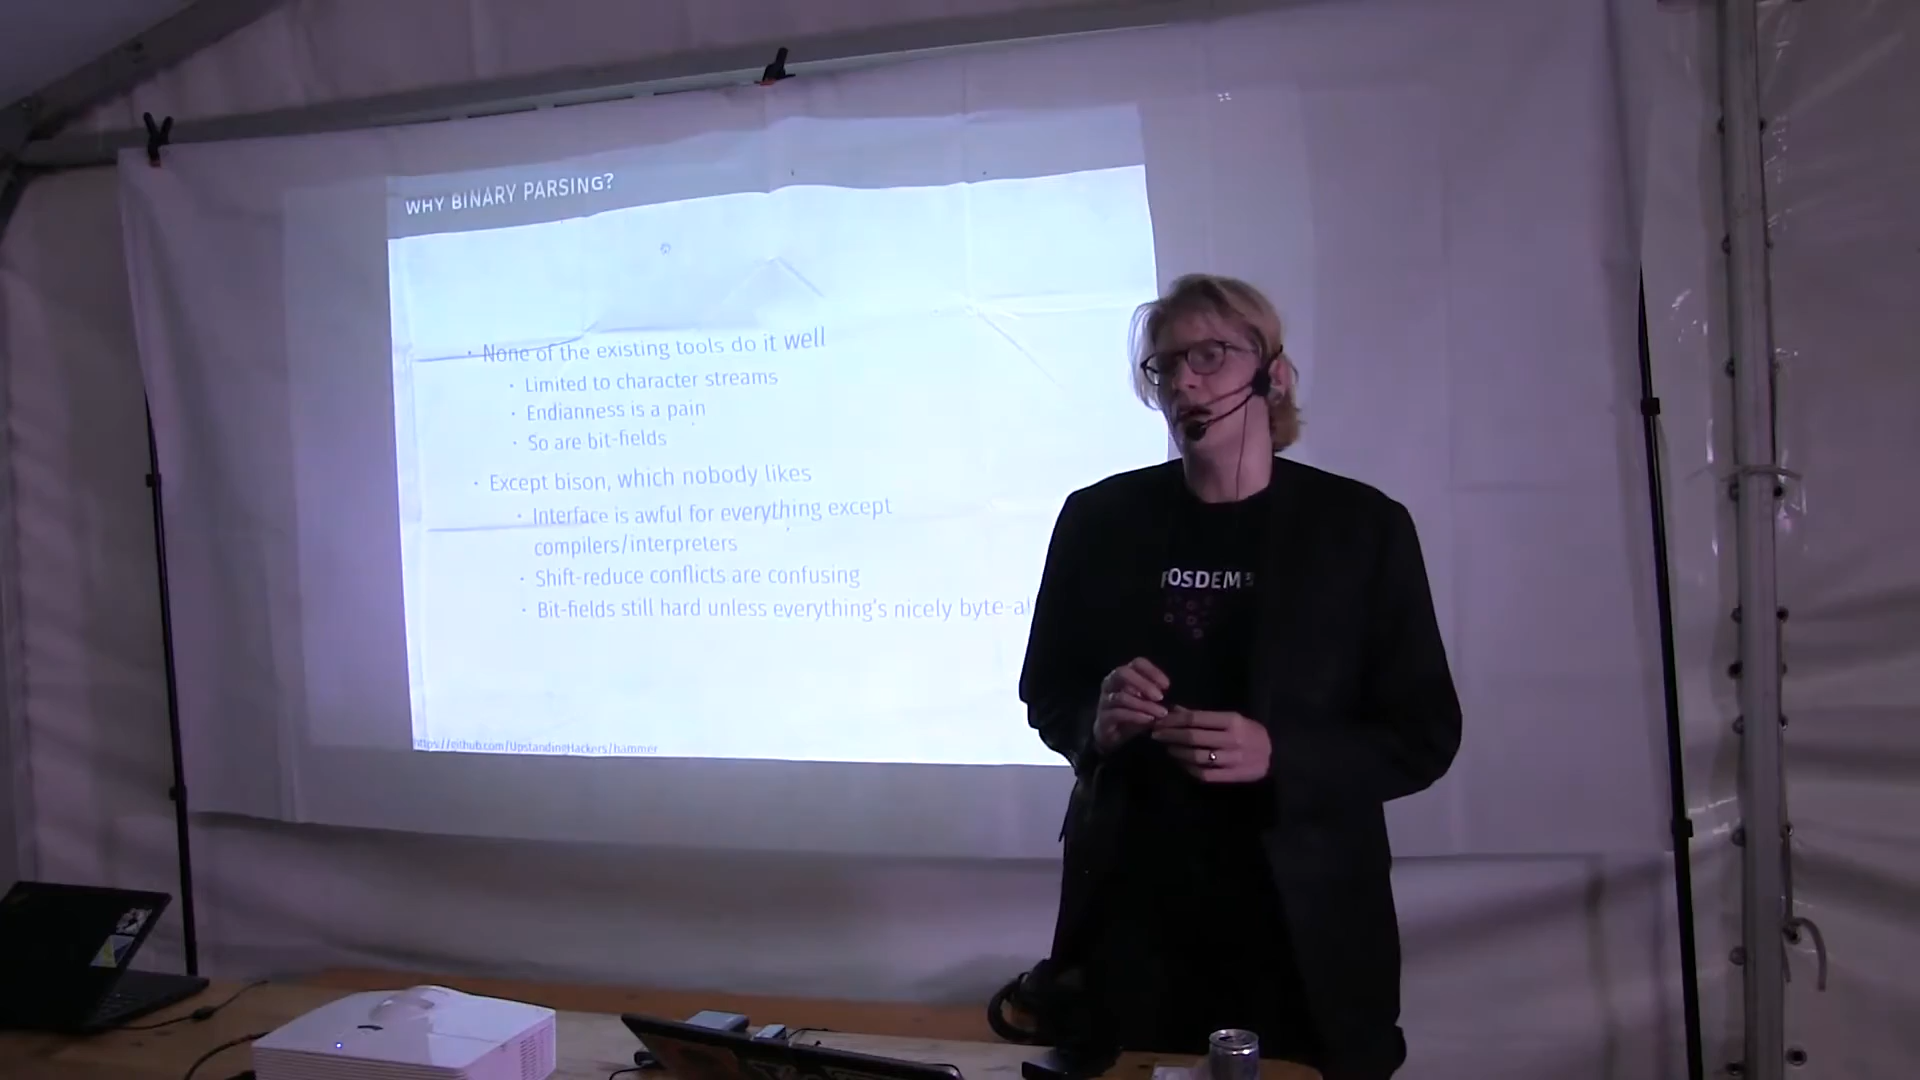 WHY BINARY PARSING?
· None of the existing tools do it well
· Limited to character streams
· Endianness is a pain
· So are bit-fields
· Except bison, which nobody likes
· Interface is awful for everything except
compilers/interpreters
· Shift-reduce conflicts are confusing
· Bit-fields still hard unless everything's nicely
https://github.com/UpstandingHackers/hammer
FOSDEM